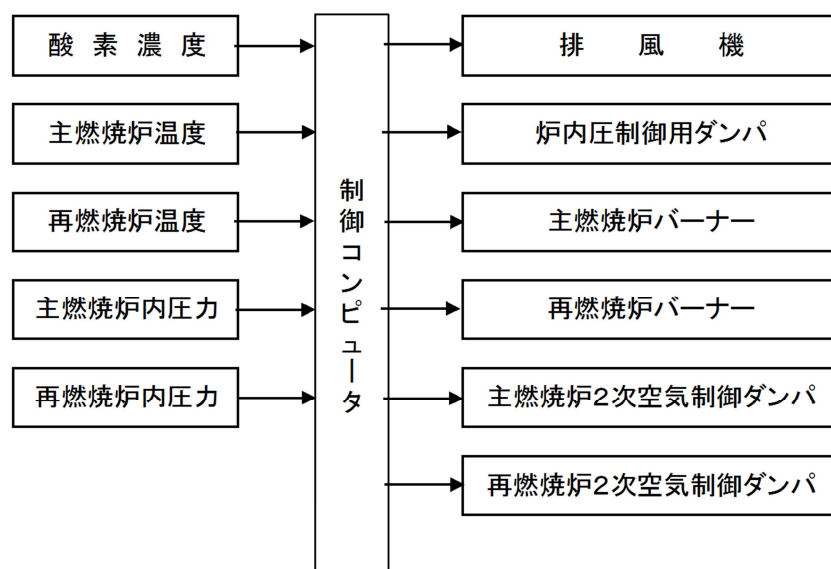 酸素濃度
主燃焼炉温度
再燃焼炉温度
主燃焼炉内圧力
再燃焼炉内圧力
制御コンピュータ
排風機
炉内圧制御用ダンパ
主燃焼炉バーナー
再燃焼炉バーナー
主燃焼炉2次空気制御ダンパ
再燃焼炉2次空気制御ダンパ